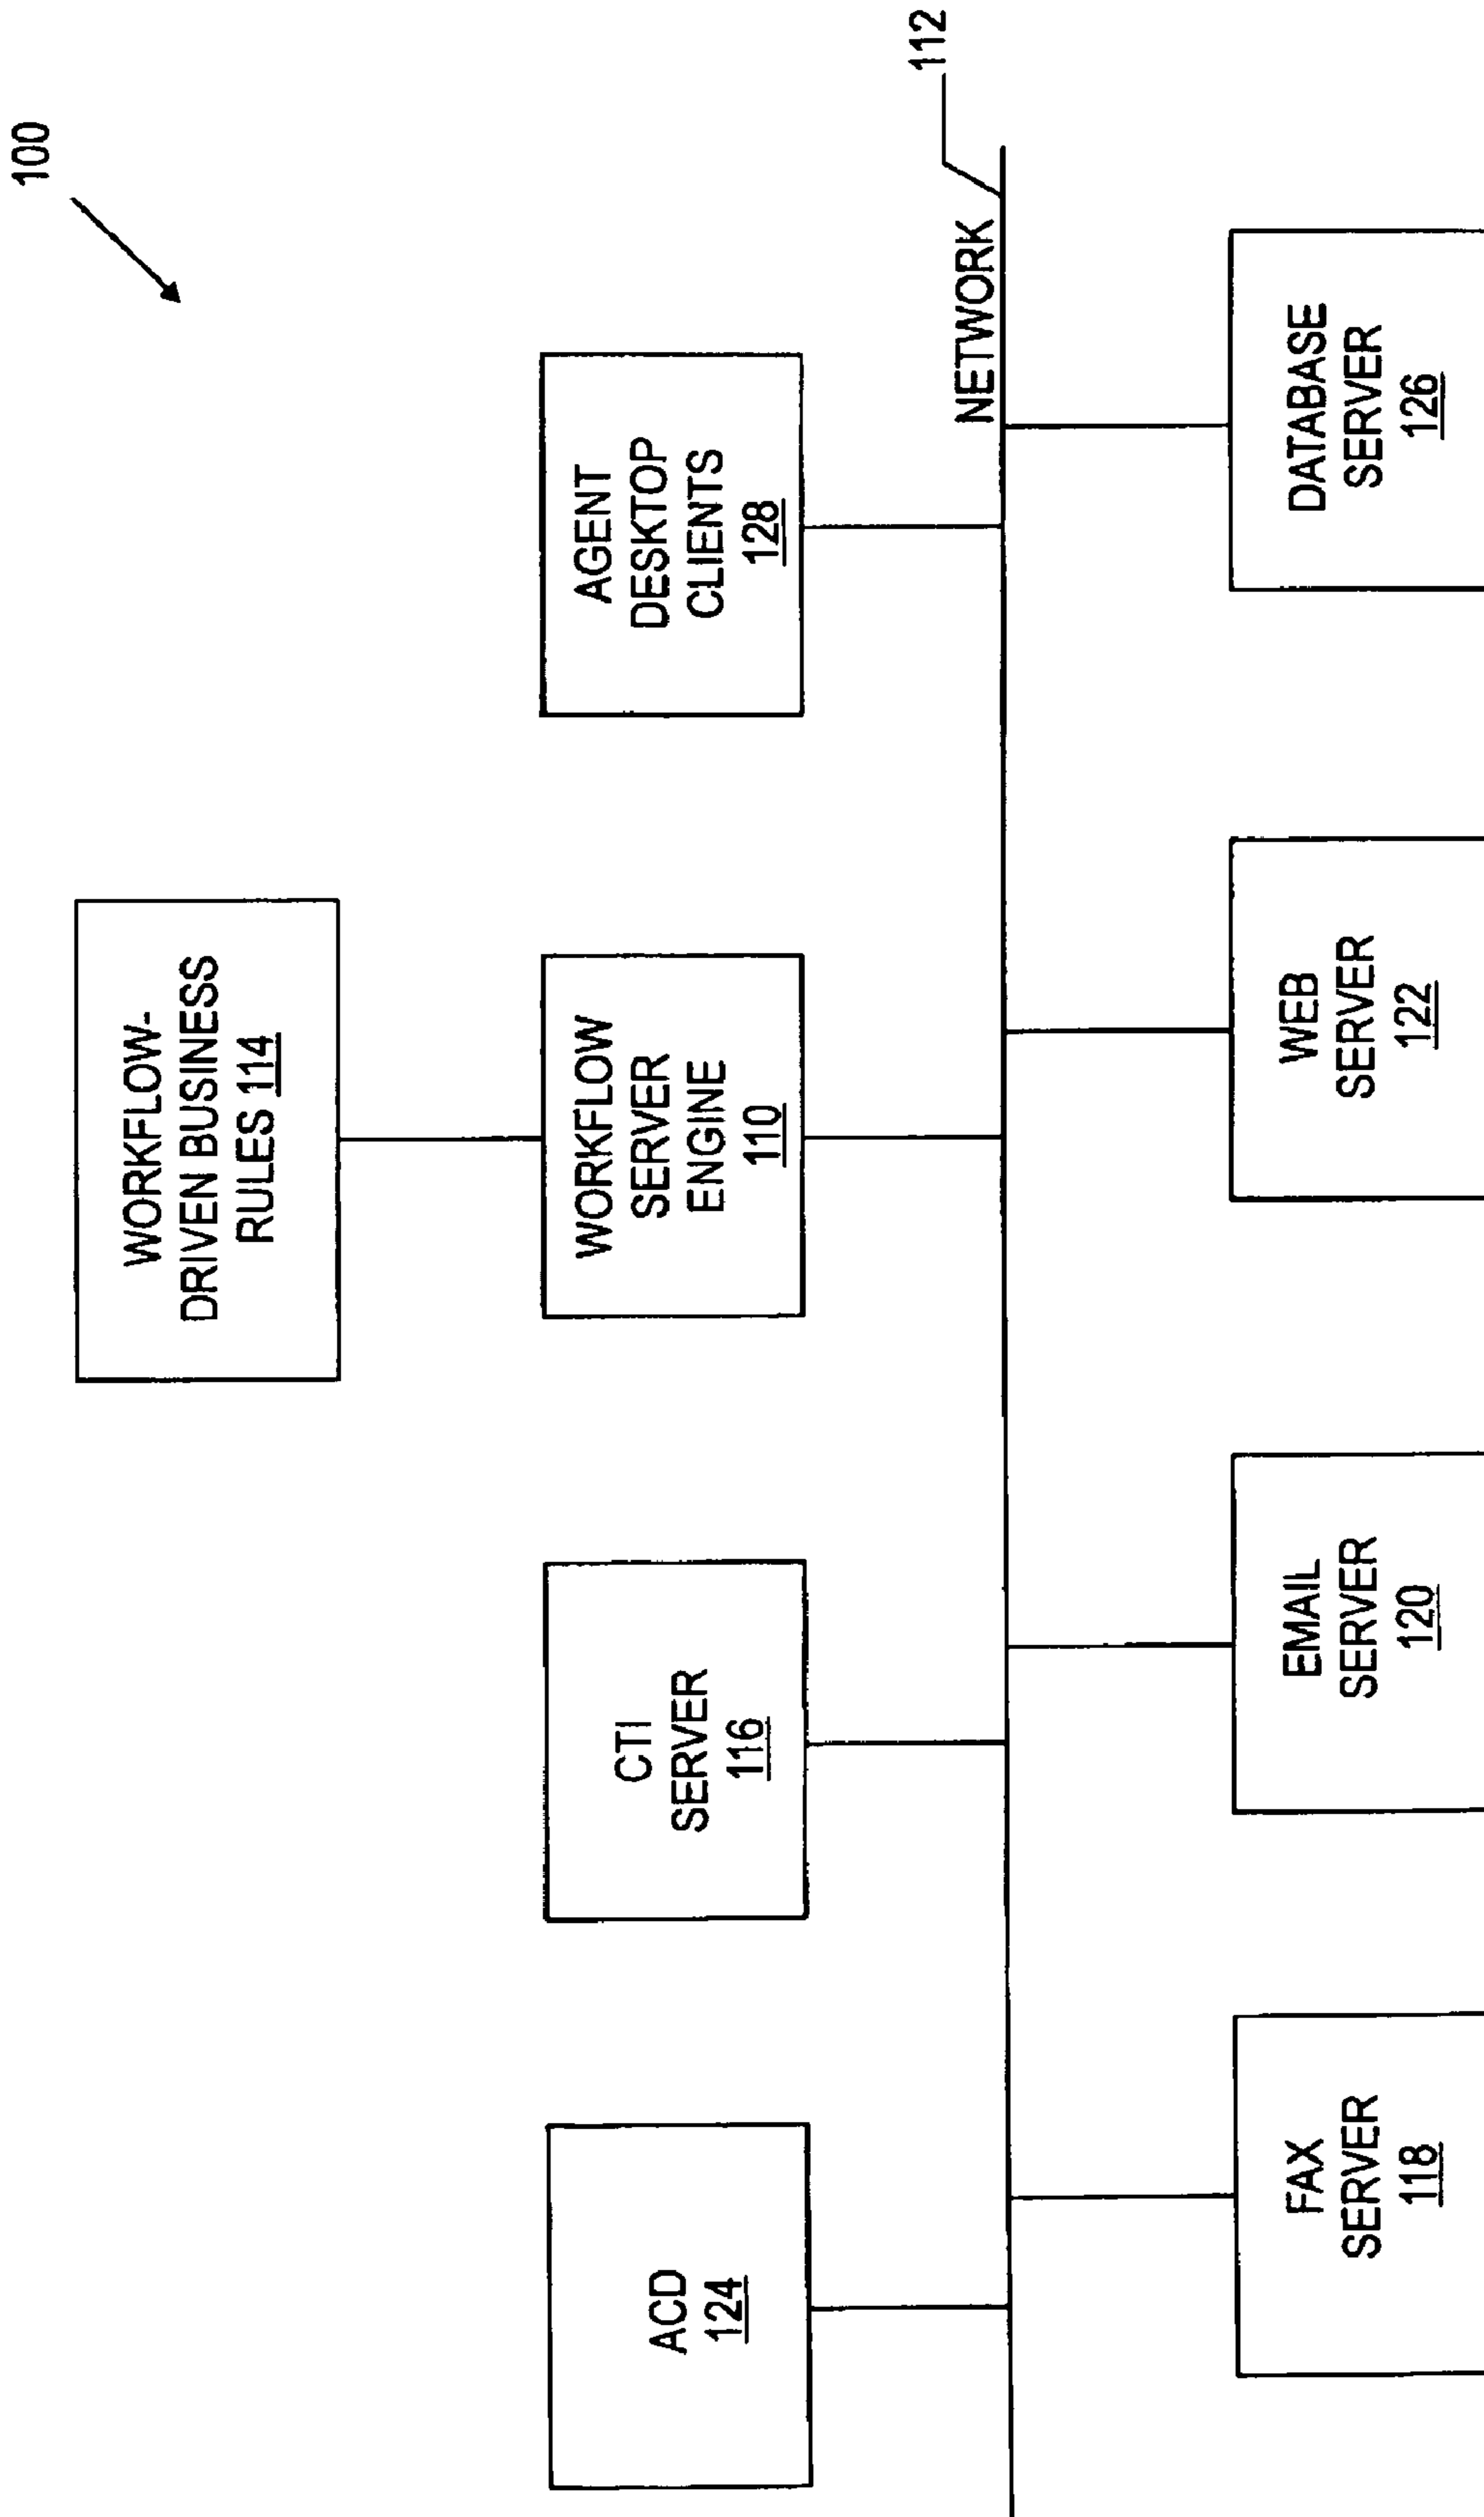 100
WORKFLOW-
DRIVEN BUSINESS
RULES 114
ACD
124
CTI
SERVER
116
WORKFLOW
SERVER
ENGINE
110
AGENT
DESKTOP
CLIENTS
128
NETWORK
112
FAX
SERVER
118
EMAIL
SERVER
120
WEB
SERVER
122
DATABASE
SERVER
126